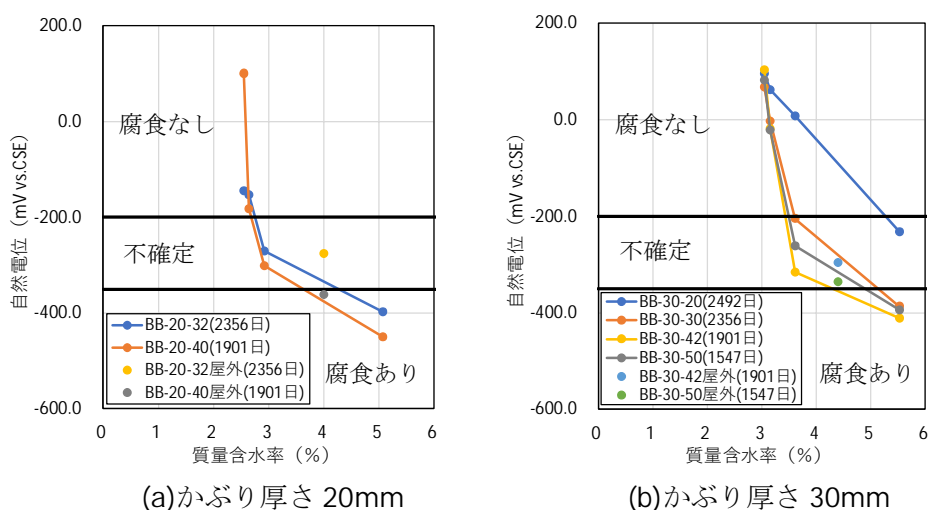 200.0
0.0
-200.0
-400.0
-600.0
自然電位（mV vs.CSE）
腐食なし
不確定
腐食あり
BB-20-32(2356日)
BB-20-40(1901日)
BB-20-32屋外(2356日)
BB-20-40屋外(1901日)
0 1 2 3 4 5 6
質量含水率（%）
(a)かぶり厚さ 20mm
200.0
0.0
-200.0
-400.0
-600.0
自然電位（mV vs.CSE）
腐食なし
不確定
腐食あり
BB-30-20(2492日)
BB-30-30(2356日)
BB-30-42(1901日)
BB-30-50(1547日)
BB-30-42屋外(1901日)
BB-30-50屋外(1547日)
0 1 2 3 4 5 6
質量含水率（%）
(b)かぶり厚さ 30mm